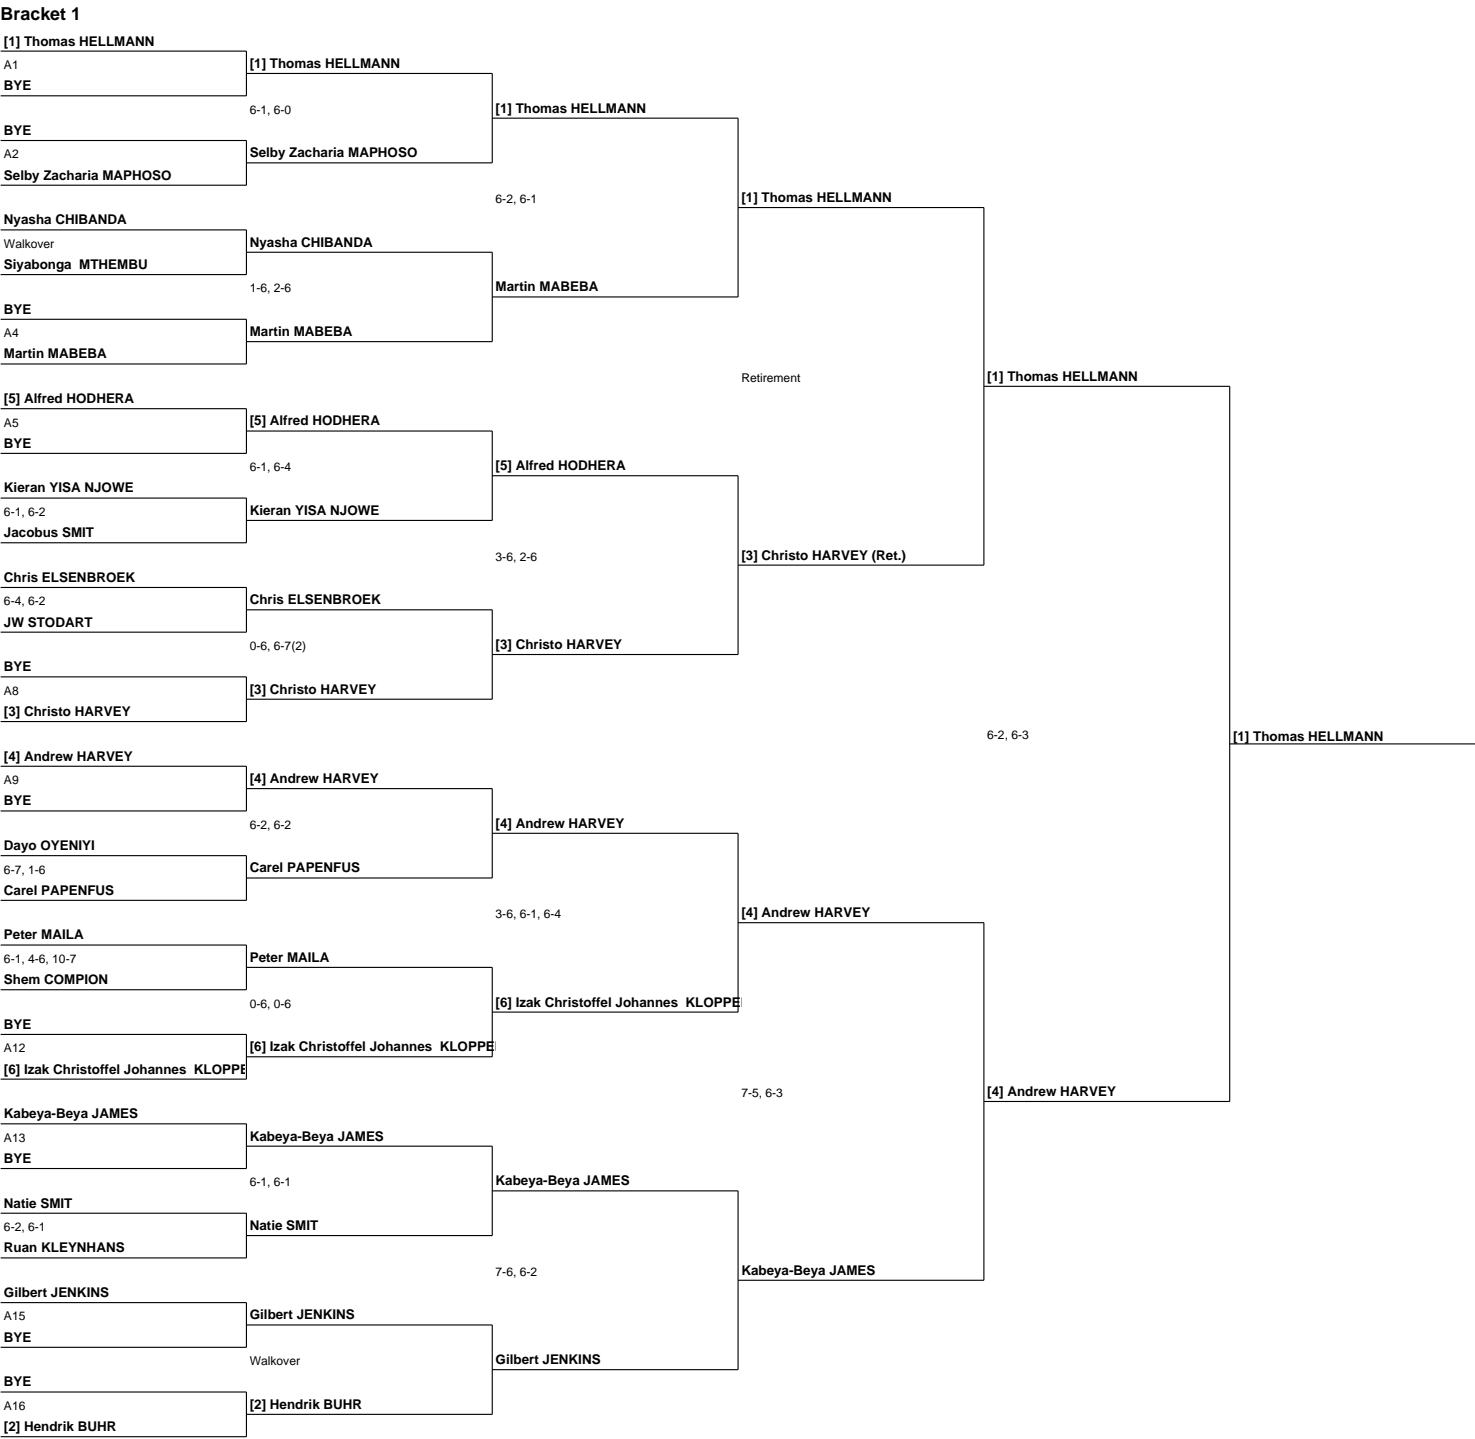 Bracket 1
[1] Thomas HELLMANN
A1
BYE
BYE
A2
Selby Zacharia MAPHOSO
Nyasha CHIBANDA
Walkover
Siyabonga  MTHEMBU
BYE
A4
Martin MABEBA
[5] Alfred HODHERA
A5
BYE
Kieran YISA NJOWE
6-1, 6-2
Jacobus SMIT
Chris ELSENBROEK
6-4, 6-2
JW STODART
BYE
A8
[3] Christo HARVEY
[4] Andrew HARVEY
A9
BYE
Dayo OYENIYI
6-7, 1-6
Carel PAPENFUS
Peter MAILA
6-1, 4-6, 10-7
Shem COMPION
BYE
A12
[6] Izak Christoffel Johannes  KLOPPE
Kabeya-Beya JAMES
A13
BYE
Natie SMIT
6-2, 6-1
Ruan KLEYNHANS
Gilbert JENKINS
A15
BYE
BYE
A16
[2] Hendrik BUHR
[1] Thomas HELLMANN
6-1, 6-0
Selby Zacharia MAPHOSO
Nyasha CHIBANDA
1-6, 2-6
Martin MABEBA
[5] Alfred HODHERA
6-1, 6-4
Kieran YISA NJOWE
Chris ELSENBROEK
0-6, 6-7(2)
[3] Christo HARVEY
[4] Andrew HARVEY
6-2, 6-2
Carel PAPENFUS
Peter MAILA
0-6, 0-6
[6] Izak Christoffel Johannes  KLOPPE
Kabeya-Beya JAMES
6-1, 6-1
Natie SMIT
Gilbert JENKINS
Walkover
[2] Hendrik BUHR
[1] Thomas HELLMANN
6-2, 6-1
Martin MABEBA
[5] Alfred HODHERA
3-6, 2-6
[3] Christo HARVEY
[4] Andrew HARVEY
3-6, 6-1, 6-4
[6] Izak Christoffel Johannes  KLOPPE
Kabeya-Beya JAMES
7-6, 6-2
Gilbert JENKINS
[1] Thomas HELLMANN
Retirement
[3] Christo HARVEY (Ret.)
[4] Andrew HARVEY
7-5, 6-3
Kabeya-Beya JAMES
[1] Thomas HELLMANN
6-2, 6-3
[4] Andrew HARVEY
[1] Thomas HELLMANN